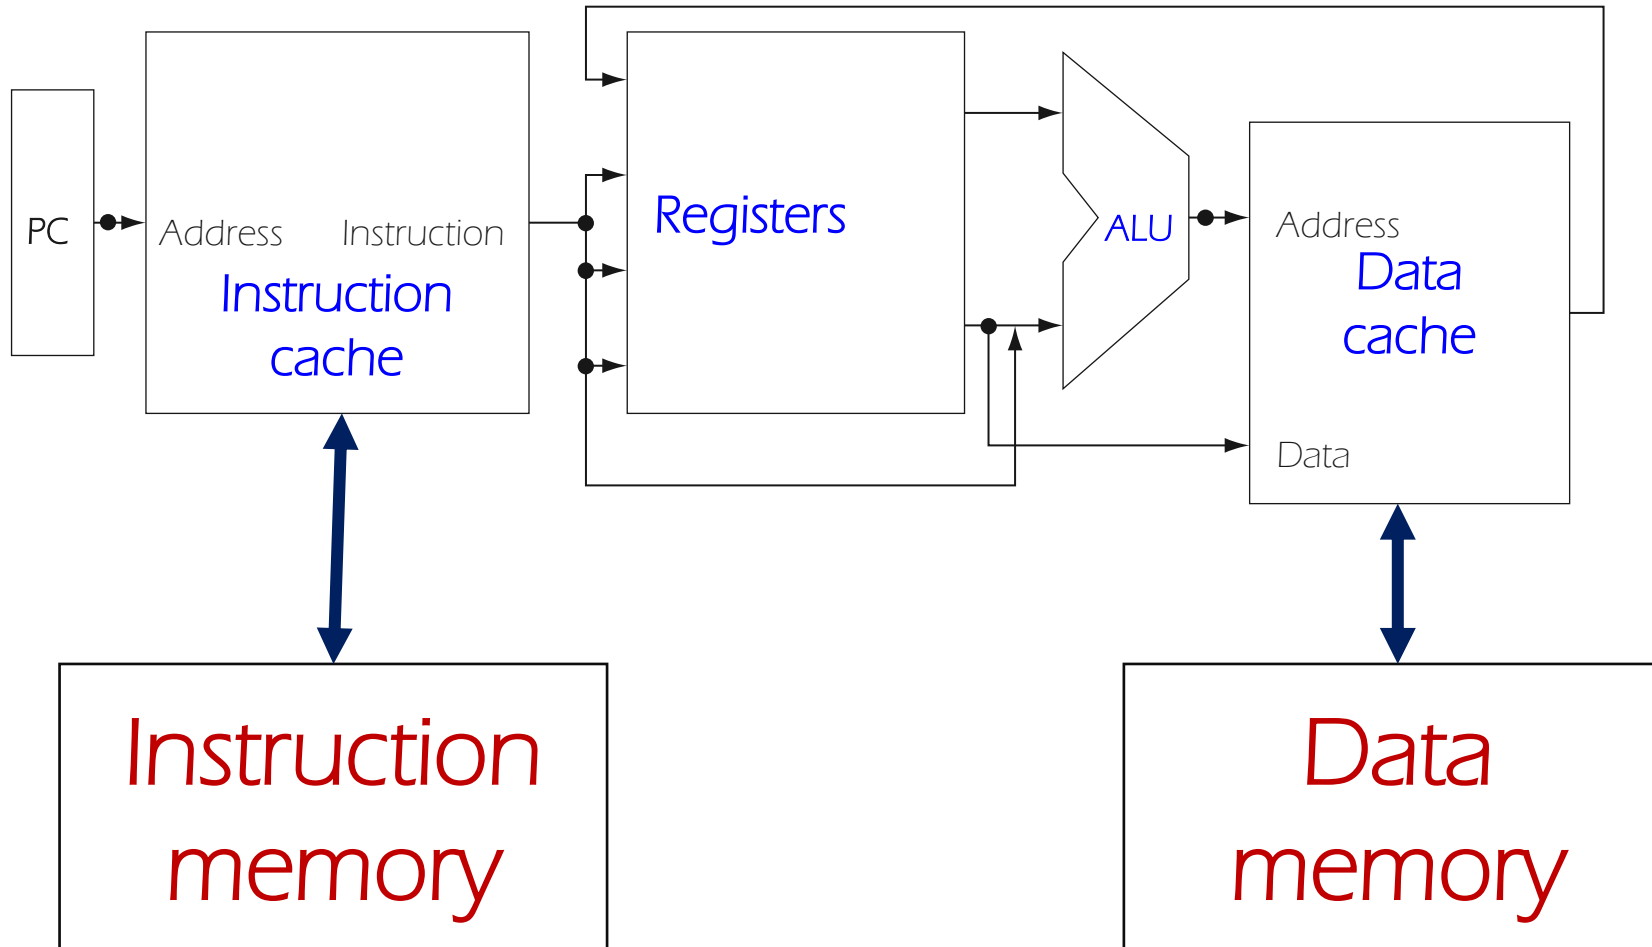 PC
Address
Instruction
Instruction
cache
Registers
ALU
Address
Data
cache
Data
Instruction
memory
Data
memory